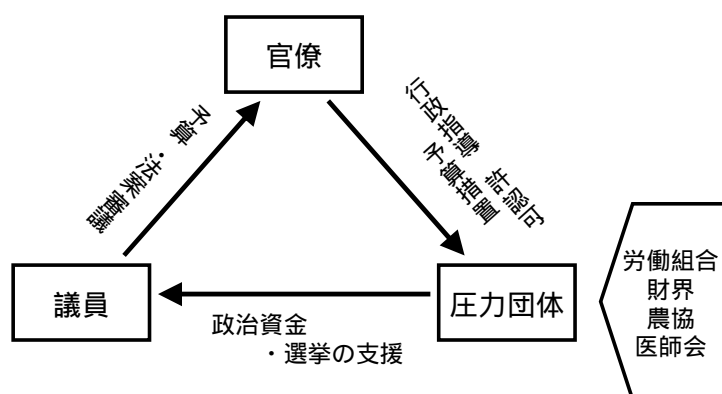 官僚
予算・法案審議
行政指導 許認可
予算措置
議員
圧力団体
政治資金
・選挙の支援
労働組合
財界
農協
医師会